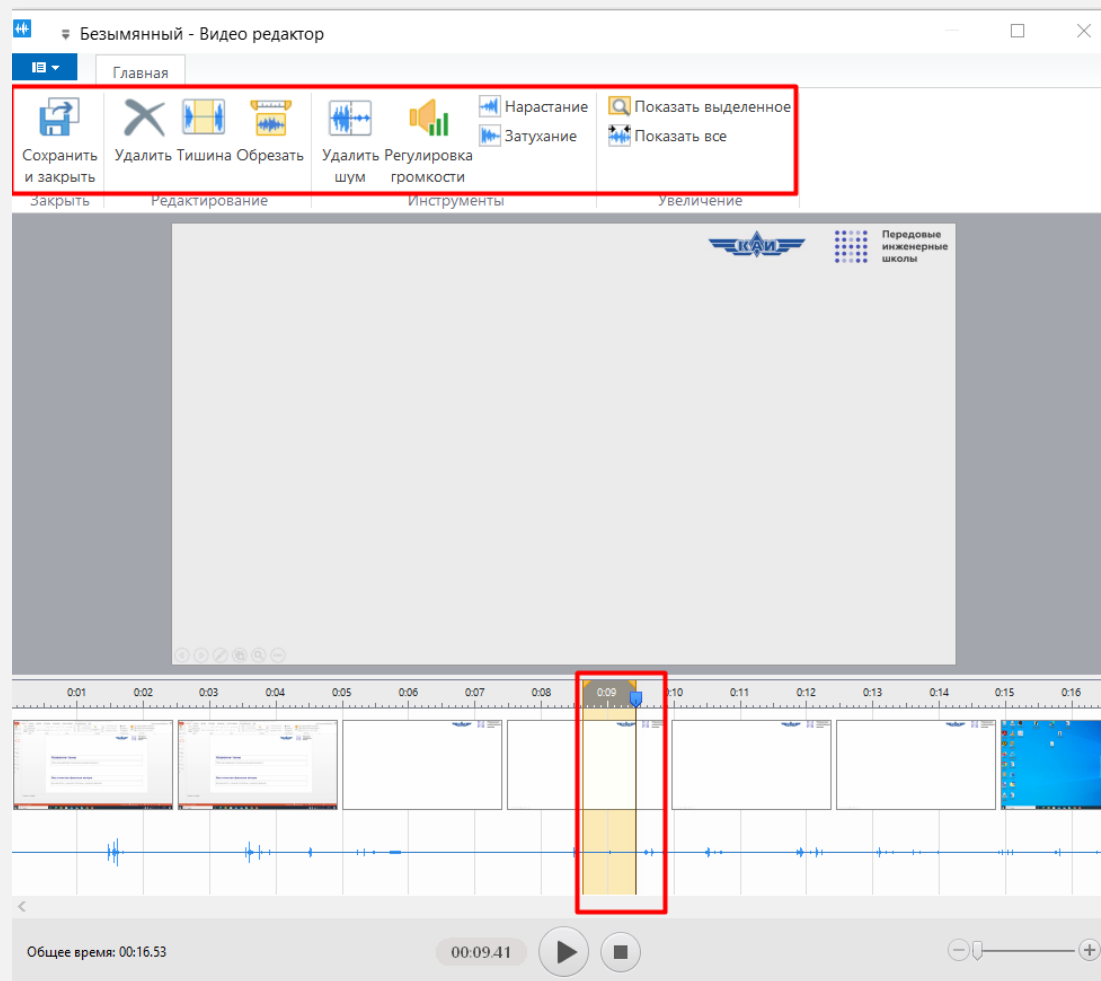 Безымянный - Видео редактор
Главная
Сохранить и закрыть
Удалить
Тишина
Обрезать
Удалить шум
Регулировка громкости
Нарастание
Затухание
Показать выделенное
Показать все
Закрыть
Редактирование
Инструменты
Увеличение
КАИ
Передовые
инженерные
школы
0:01 0:02 0:03 0:04 0:05 0:06 0:07 0:08 0:09 0:10 0:11 0:12 0:13 0:14 0:15 0:16
Общее время: 00:16.53
00:09.41